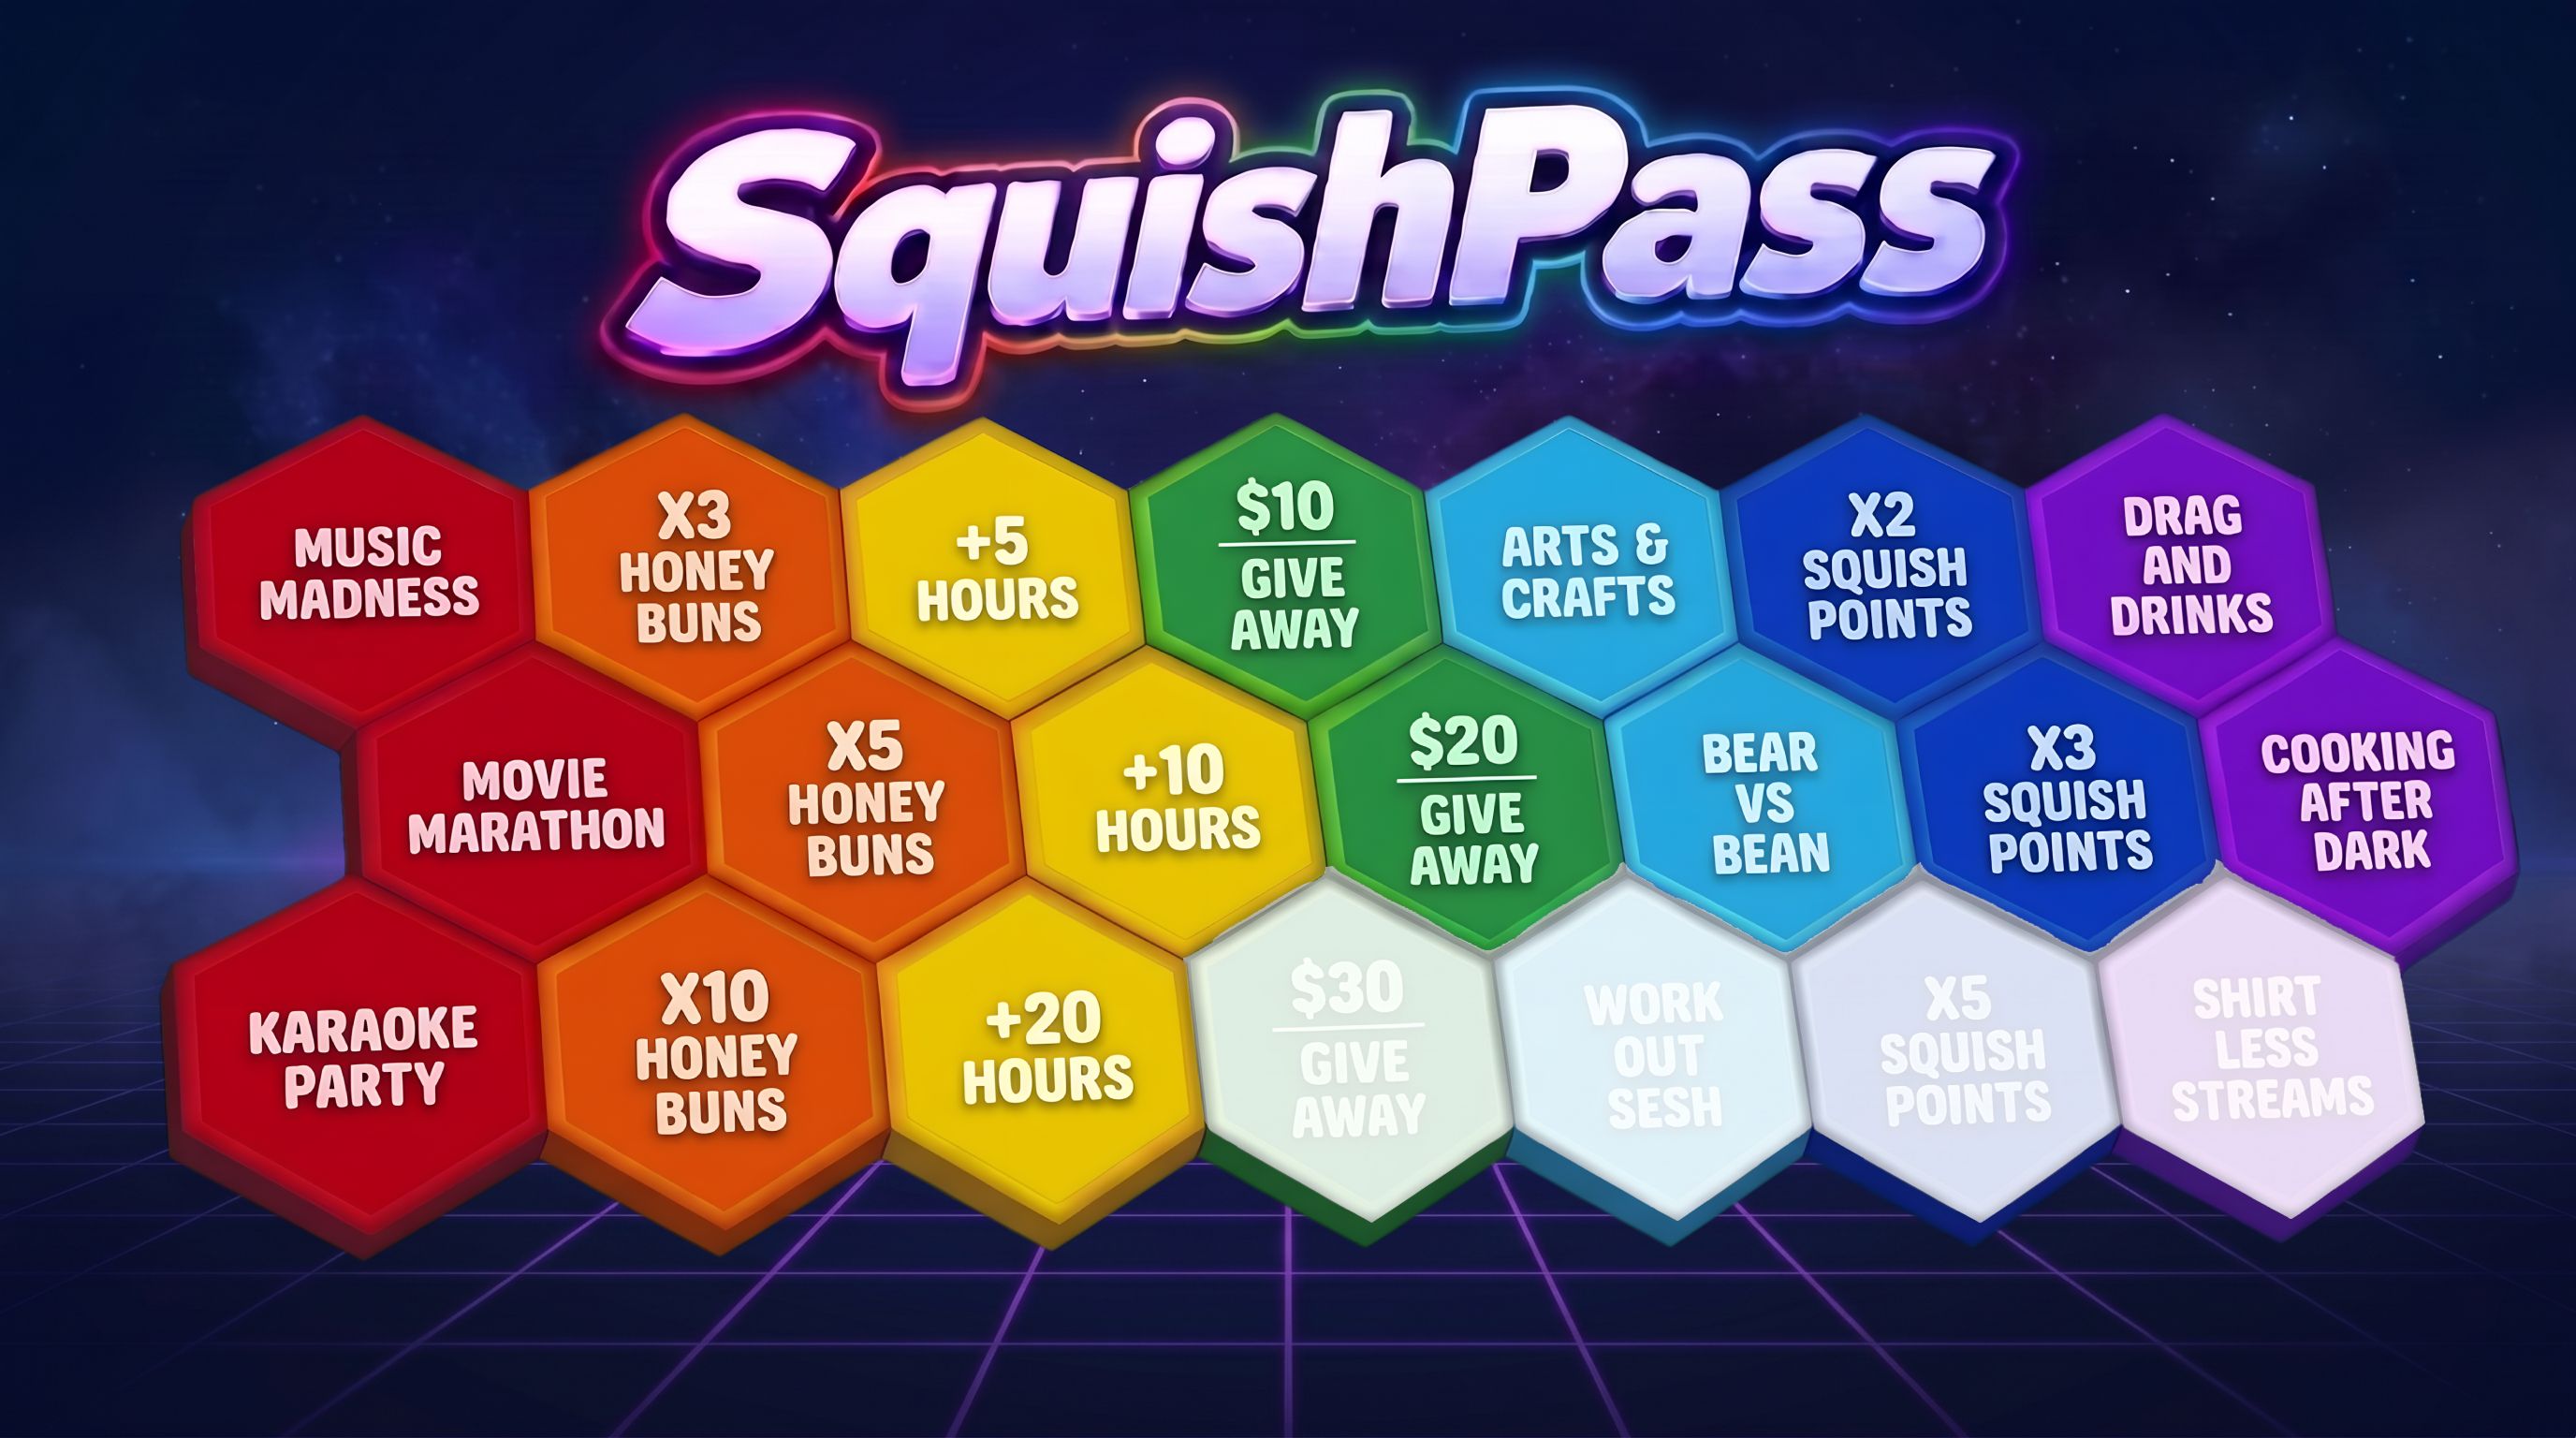 SquishPass
MUSIC
MADNESS
X3
HONEY
BUNS
+5
HOURS
$10
GIVE
AWAY
ARTS &
CRAFTS
X2
SQUISH
POINTS
DRAG
AND
DRINKS
MOVIE
MARATHON
X5
HONEY
BUNS
+10
HOURS
$20
GIVE
AWAY
BEAR
VS
BEAN
X3
SQUISH
POINTS
COOKING
AFTER
DARK
KARAOKE
PARTY
X10
HONEY
BUNS
+20
HOURS
$30
GIVE
AWAY
WORK
OUT
SESH
X5
SQUISH
POINTS
SHIRT
LESS
STREAMS